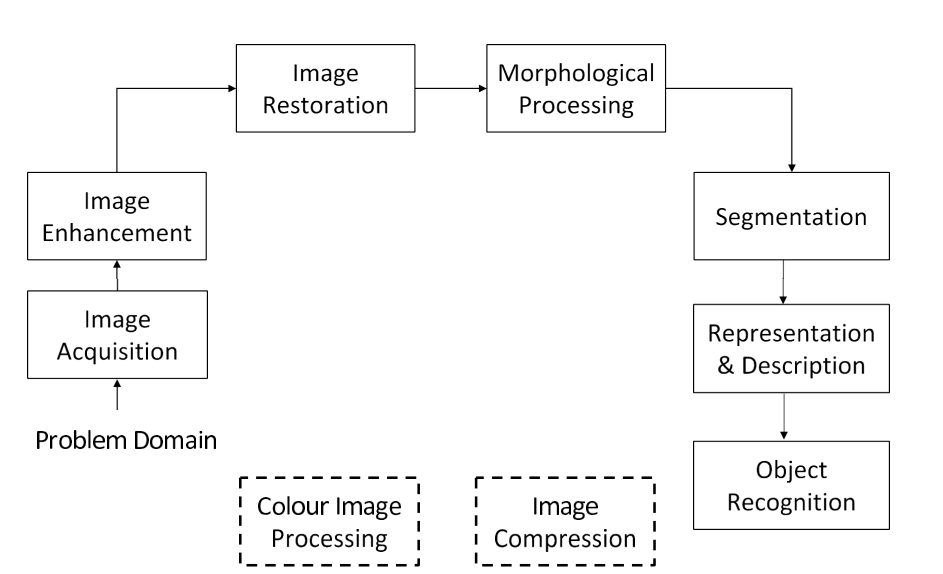 Image
Restoration
Morphological
Processing
Image
Enhancement
Segmentation
Image
Acquisition
Representation
& Description
Problem Domain
Object
Recognition
Colour Image
Processing
Image
Compression